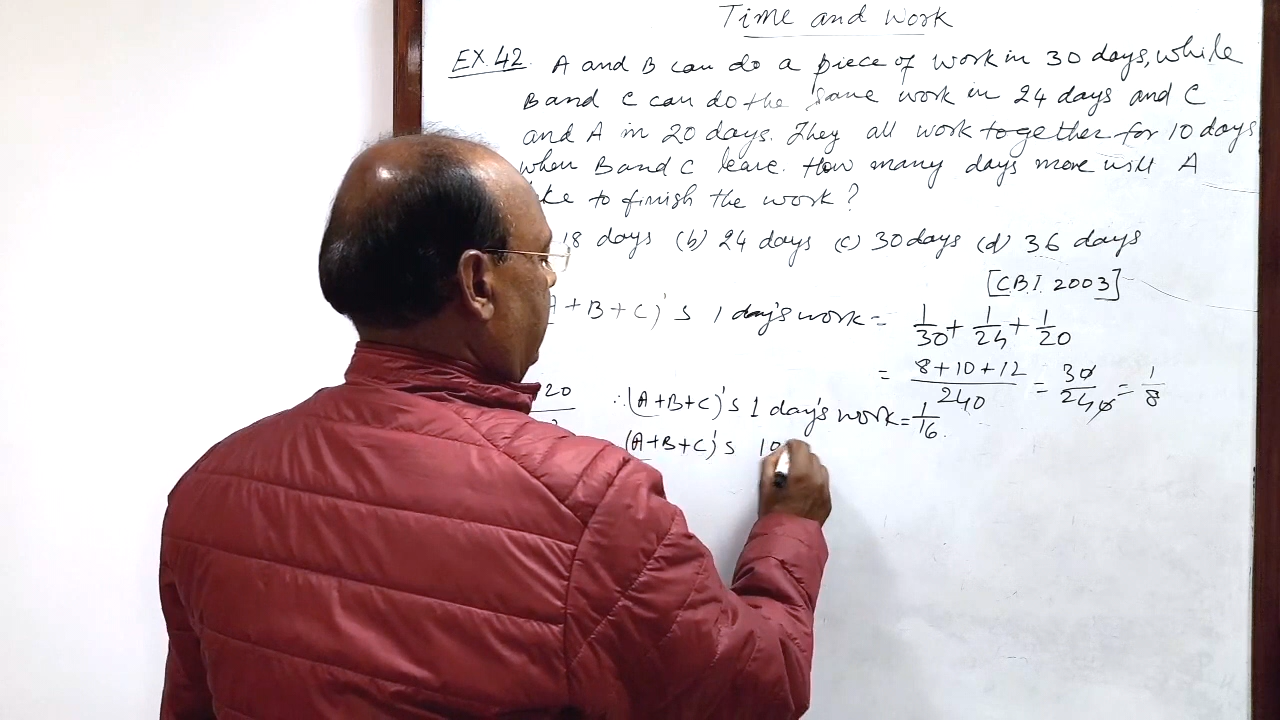 Time and Work
EX.42. A and B can do a piece of work in 30 days, while
B and C can do the same work in 24 days and C
and A in 20 days. They all work together for 10 days
when B and C leave. How many days more will A
to finish the work?
18 days (b) 24 days (c) 30 days (d) 36 days
[C.B.I. 2003]
+ B + C)'s 1 day's work = 1/30 + 1/24 + 1/20
= 8+10+12/240 = 30/240 = 1/8
20
∴ (A+B+C)'s 1 day's work = 1/16.
(A+B+C)'s 10